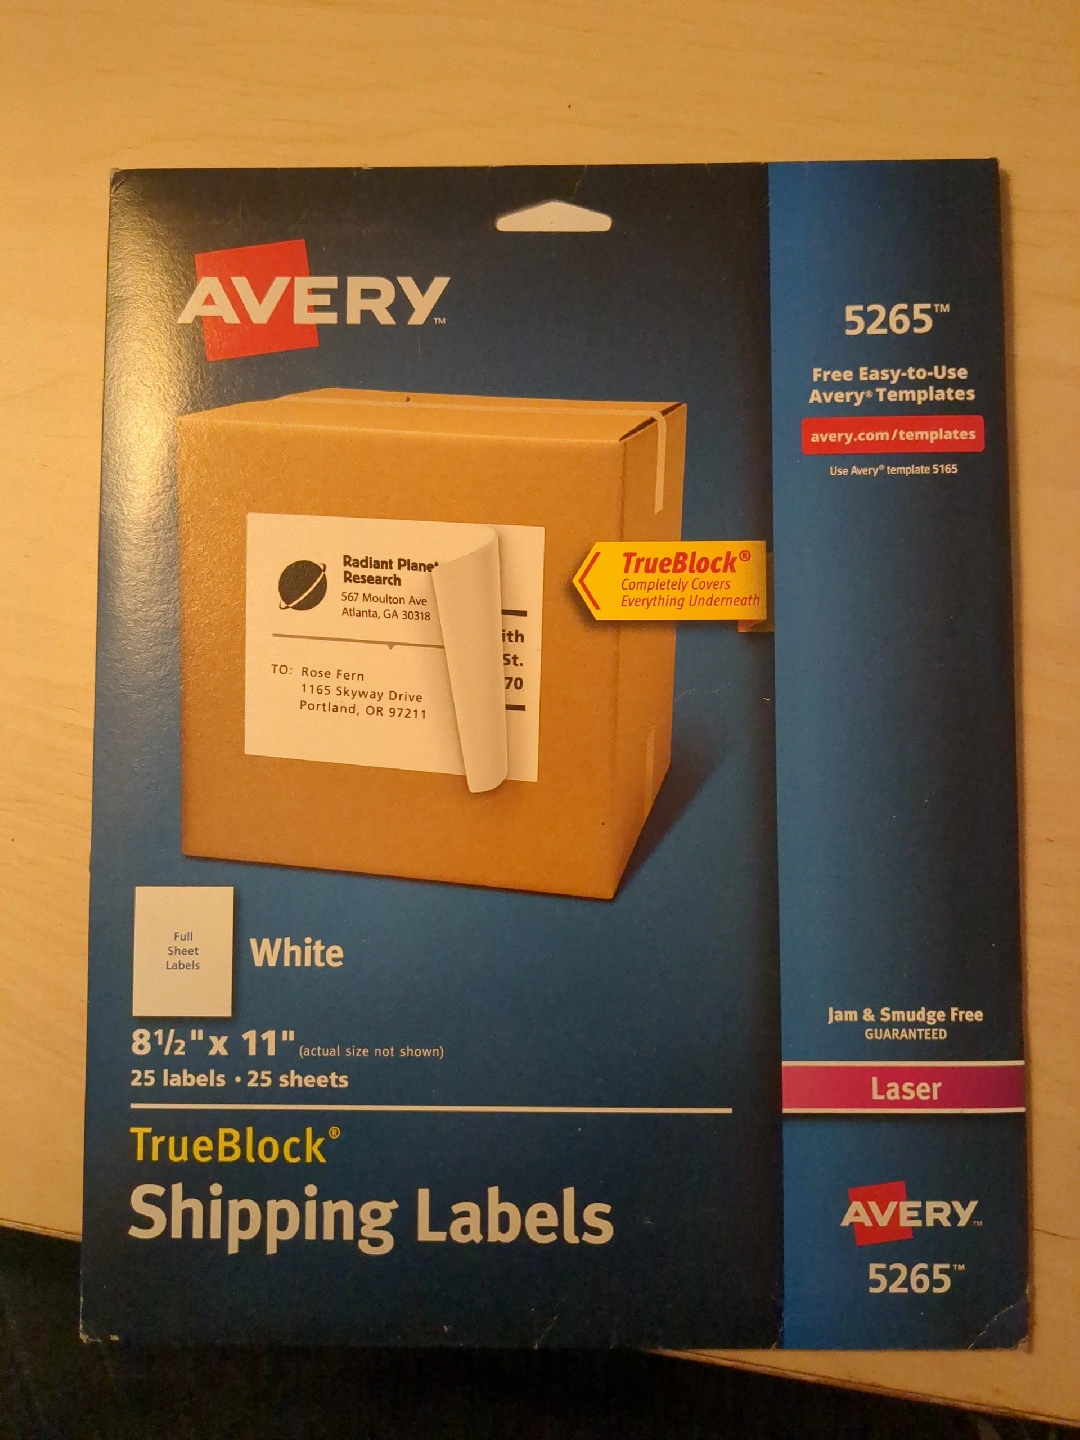 AVERY™
5265™
Free Easy-to-Use
Avery® Templates
avery.com/templates
Use Avery® template 5165
Radiant Planet
Research
567 Moulton Ave
Atlanta, GA 30318
TO: Rose Fern
1165 Skyway Drive
Portland, OR 97211
ith
St.
70
TrueBlock®
Completely Covers
Everything Underneath
Full
Sheet
Labels
White
8½" x 11" (actual size not shown)
25 labels • 25 sheets
TrueBlock®
Shipping Labels
Jam & Smudge Free
GUARANTEED
Laser
AVERY™
5265™